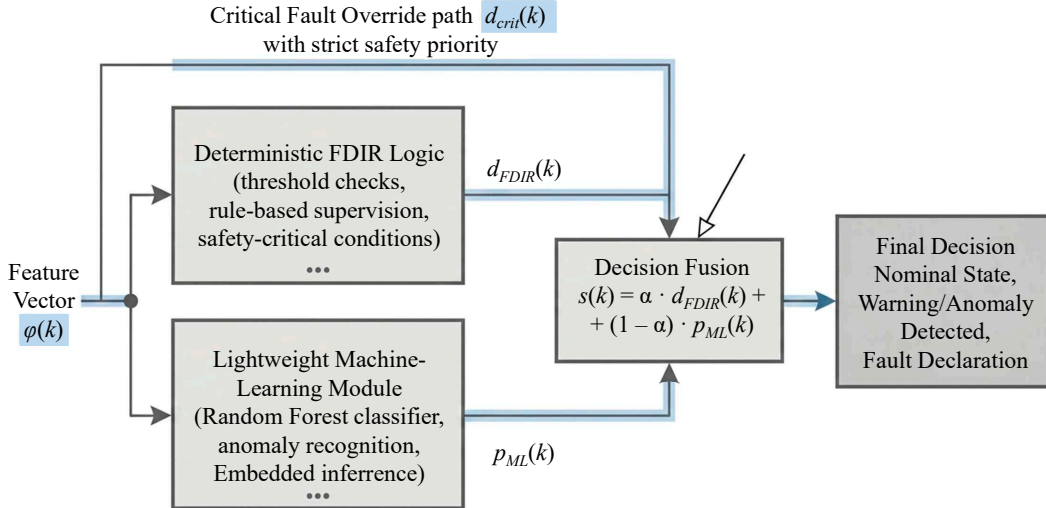 Critical Fault Override path d_crit(k)
with strict safety priority
Deterministic FDIR Logic
(threshold checks,
rule-based supervision,
safety-critical conditions)
•••
d_FDIR(k)
Feature
Vector
φ(k)
Decision Fusion
s(k) = α · d_FDIR(k) +
+ (1 – α) · p_ML(k)
Final Decision
Nominal State,
Warning/Anomaly
Detected,
Fault Declaration
Lightweight Machine-
Learning Module
(Random Forest classifier,
anomaly recognition,
Embedded inferrence)
•••
p_ML(k)